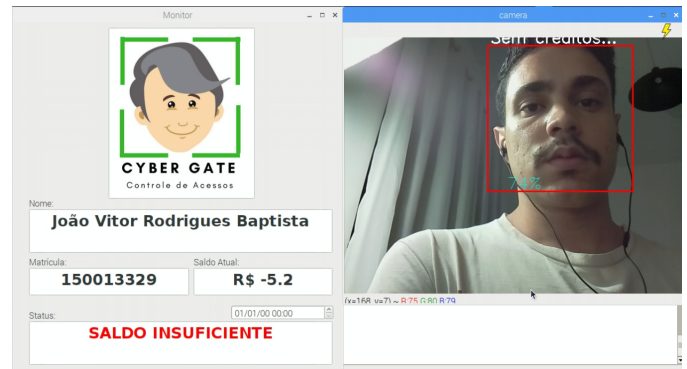 Monitor
CYBER GATE
Controle de Acessos
Nome:
João Vitor Rodrigues Baptista
Matrícula:
Saldo Atual:
150013329
R$ -5.2
Status:
01/01/00 00:00
SALDO INSUFICIENTE
camera
Sem créditos...
74%
(x=168, y=7) ~ R:75 G:80 B:79